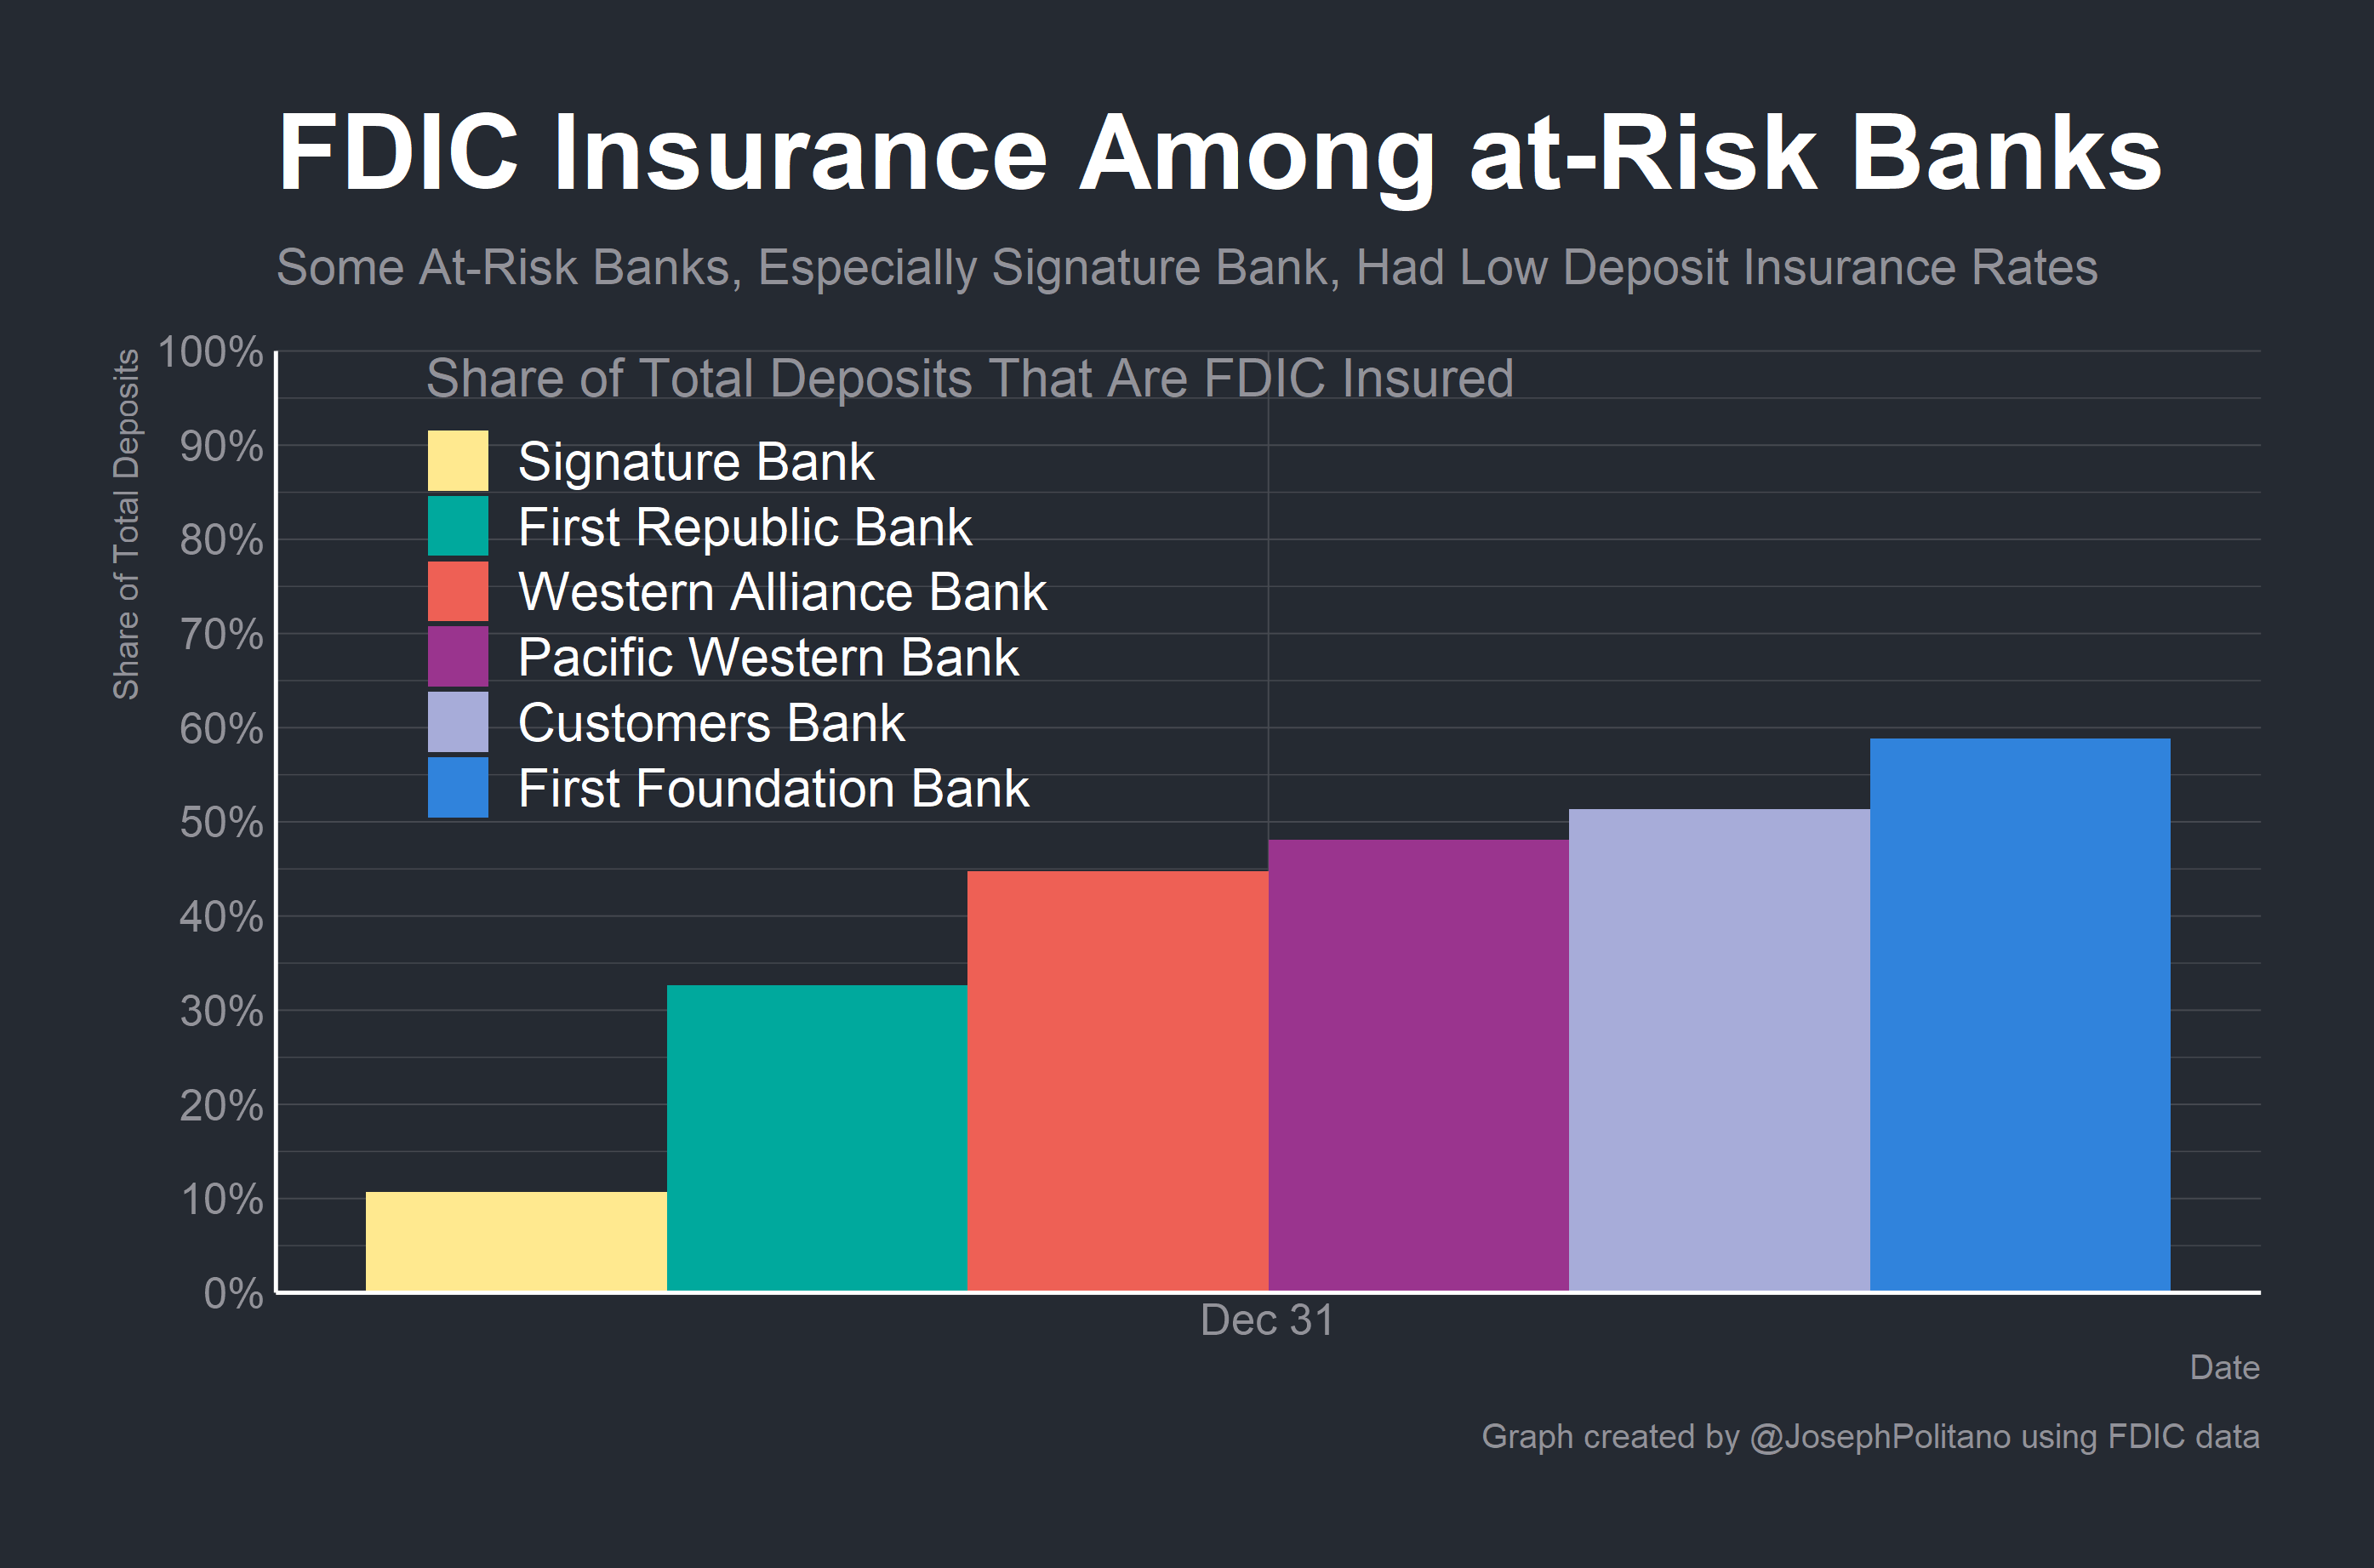 FDIC Insurance Among at-Risk Banks
Some At-Risk Banks, Especially Signature Bank, Had Low Deposit Insurance Rates
Share of Total Deposits
100%
90%
80%
70%
60%
50%
40%
30%
20%
10%
0%
Share of Total Deposits That Are FDIC Insured
Signature Bank
First Republic Bank
Western Alliance Bank
Pacific Western Bank
Customers Bank
First Foundation Bank
Dec 31
Date
Graph created by @JosephPolitano using FDIC data